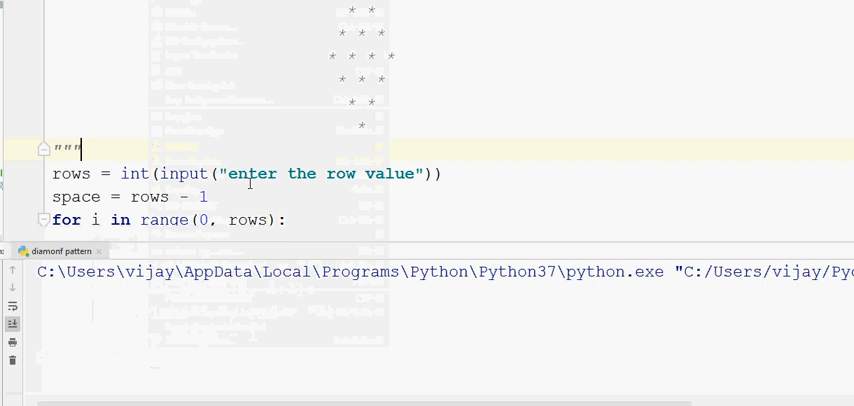 * *
* * *
* * * *
* * *
* *
*
"""
rows = int(input("enter the row value"))
space = rows - 1
for i in range(0, rows):
diamonf pattern
C:\Users\vijay\AppData\Local\Programs\Python\Python37\python.exe "C:/Users/vijay/Pyc